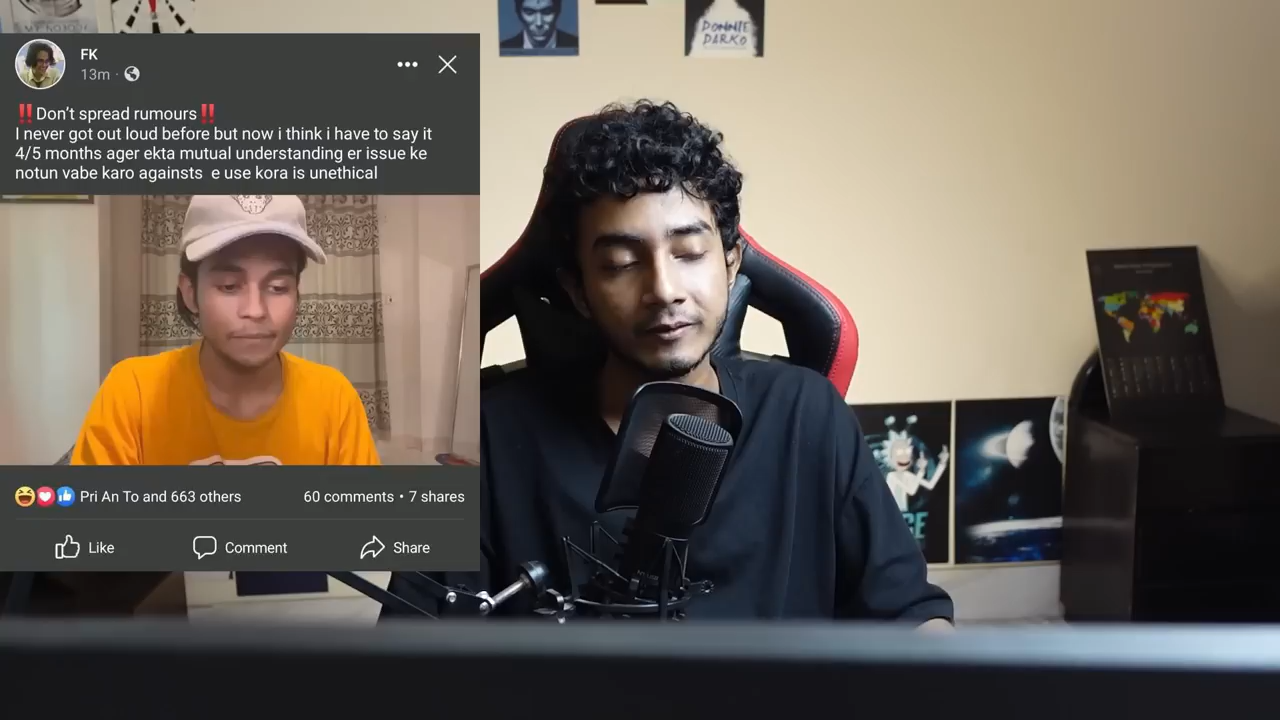 DONNIE
DARKO
FK
13m
‼️Don't spread rumours‼️
I never got out loud before but now i think i have to say it
4/5 months ager ekta mutual understanding er issue ke
notun vabe karo againsts e use kora is unethical
Pri An To and 663 others
60 comments • 7 shares
Like
Comment
Share